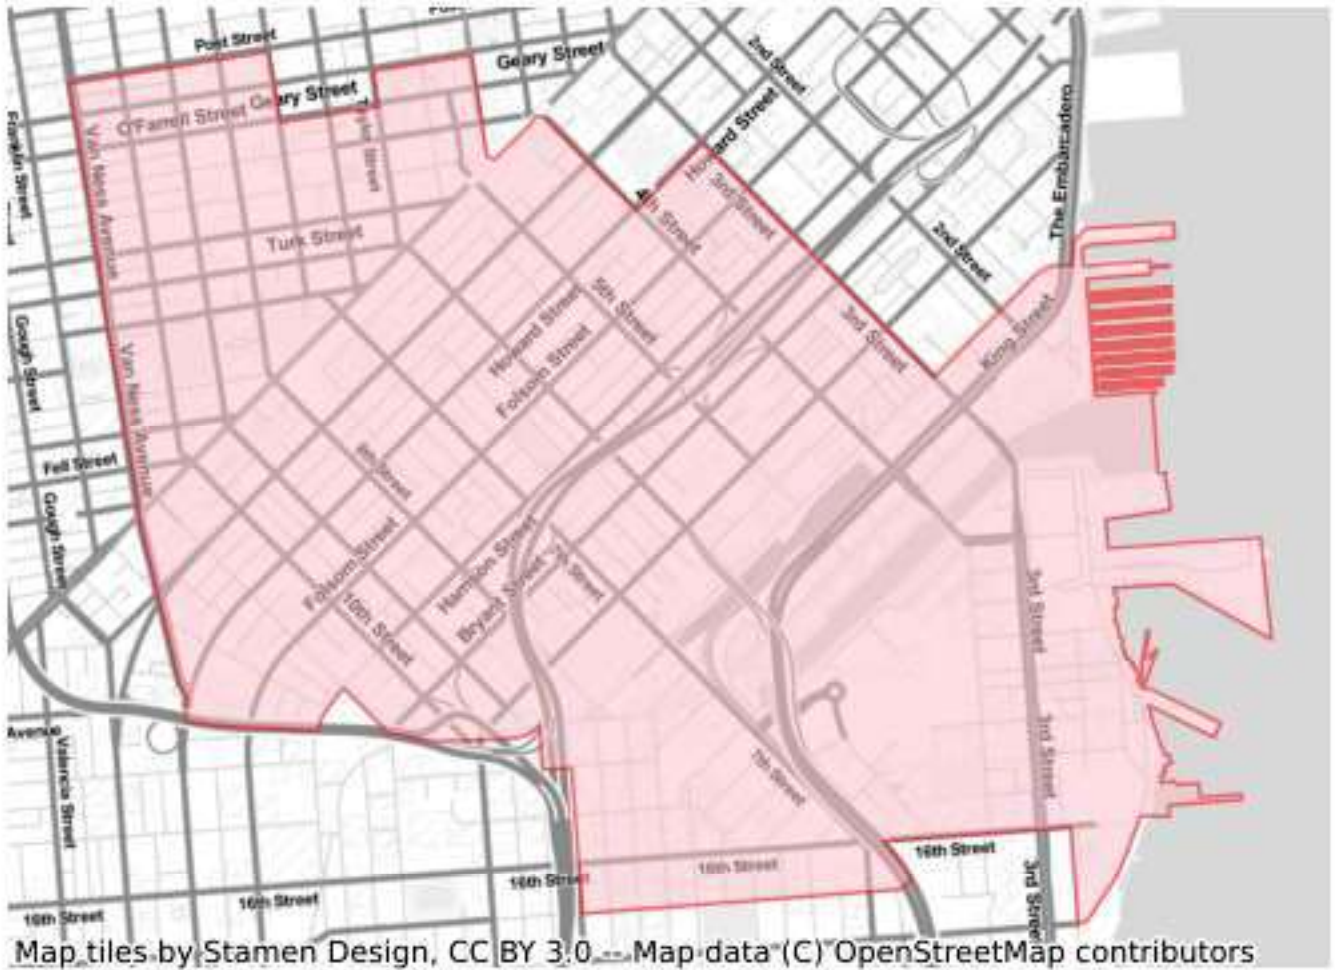 Post Street
Geary Street
2nd Street
Geary Street
O'Farrell Street
Franklin Street
Van Ness Avenue
Howard Street
The Embarcadero
3rd Street
4th Street
Turk Street
2nd Street
5th Street
Howard Street
Folsom Street
3rd Street
King Street
Gough Street
Van Ness Avenue
Fell Street
Gough Street
Folsom Street
Harrison Street
Bryant Street
7th Street
10th Street
3rd Street
3rd Street
Avenue
Valencia Street
7th Street
16th Street
16th Street
16th Street
16th Street
16th Street
3rd Street
Map tiles by Stamen Design, CC BY 3.0 -- Map data (C) OpenStreetMap contributors